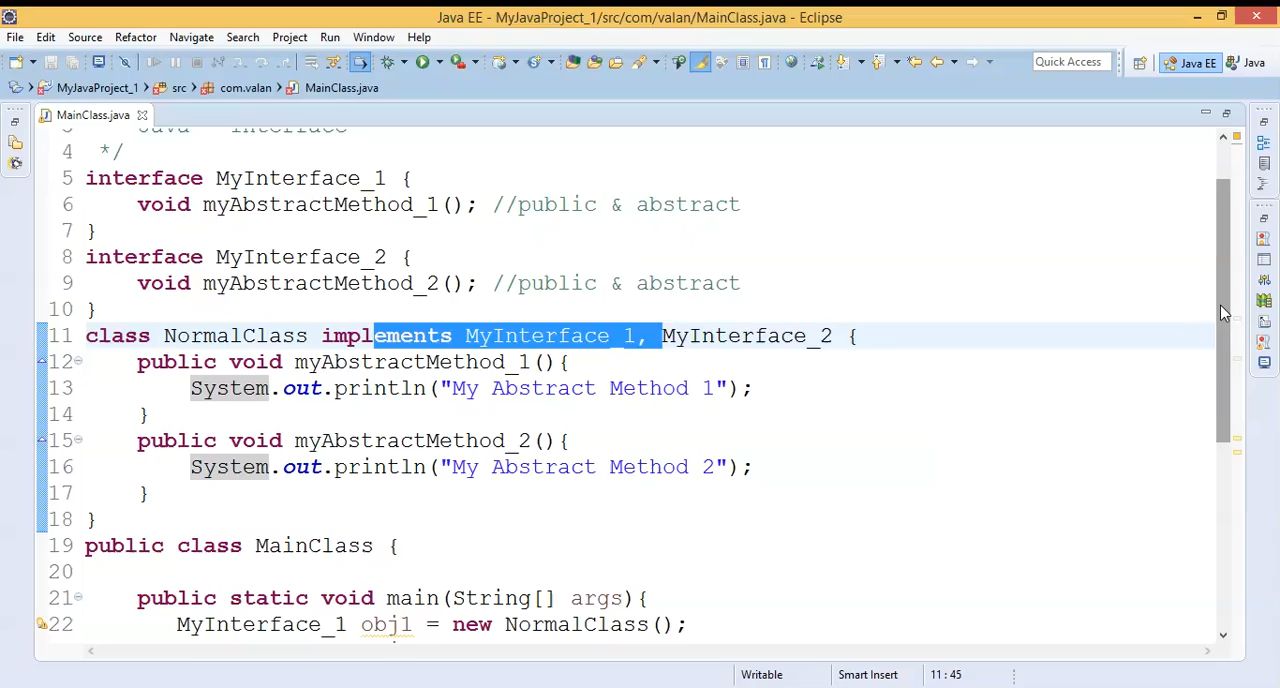 Java EE - MyJavaProject_1/src/com/valan/MainClass.java - Eclipse
File Edit Source Refactor Navigate Search Project Run Window Help
Quick Access Java EE Java
MyJavaProject_1 src com.valan MainClass.java
MainClass.java
Java - Interface
4 */
5 interface MyInterface_1 {
6 void myAbstractMethod_1(); //public & abstract
7 }
8 interface MyInterface_2 {
9 void myAbstractMethod_2(); //public & abstract
10 }
11 class NormalClass implements MyInterface_1, MyInterface_2 {
12 public void myAbstractMethod_1(){
13 System.out.println("My Abstract Method 1");
14 }
15 public void myAbstractMethod_2(){
16 System.out.println("My Abstract Method 2");
17 }
18 }
19 public class MainClass {
20
21 public static void main(String[] args){
22 MyInterface_1 obj1 = new NormalClass();
Writable Smart Insert 11 : 45